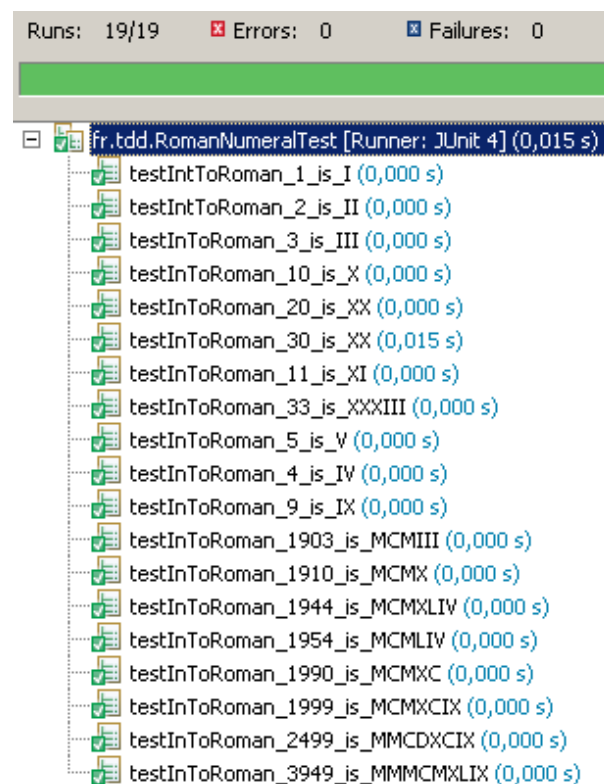 Runs: 19/19 Errors: 0 Failures: 0
fr.tdd.RomanNumeralTest [Runner: JUnit 4] (0,015 s)
testIntToRoman_1_is_I (0,000 s)
testIntToRoman_2_is_II (0,000 s)
testInToRoman_3_is_III (0,000 s)
testInToRoman_10_is_X (0,000 s)
testInToRoman_20_is_XX (0,000 s)
testInToRoman_30_is_XX (0,015 s)
testInToRoman_11_is_XI (0,000 s)
testInToRoman_33_is_XXXIII (0,000 s)
testInToRoman_5_is_V (0,000 s)
testInToRoman_4_is_IV (0,000 s)
testInToRoman_9_is_IX (0,000 s)
testInToRoman_1903_is_MCMIII (0,000 s)
testInToRoman_1910_is_MCMX (0,000 s)
testInToRoman_1944_is_MCMXLIV (0,000 s)
testInToRoman_1954_is_MCMLIV (0,000 s)
testInToRoman_1990_is_MCMXC (0,000 s)
testInToRoman_1999_is_MCMXCIX (0,000 s)
testInToRoman_2499_is_MMCDXCIX (0,000 s)
testInToRoman_3949_is_MMMCMXLIX (0,000 s)